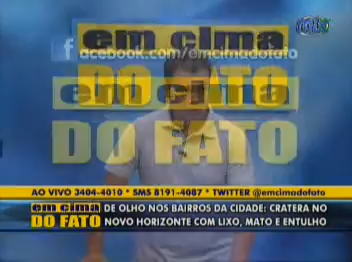 em cima
facebook.com/emcimadofato
DO FATO
em cima
DO FATO
AO VIVO 3404-4010 * SMS 8191-4087 * TWITTER @emcimadofato
em cima
DO FATO
DE OLHO NOS BAIRROS DA CIDADE: CRATERA NO
NOVO HORIZONTE COM LIXO, MATO E ENTULHO